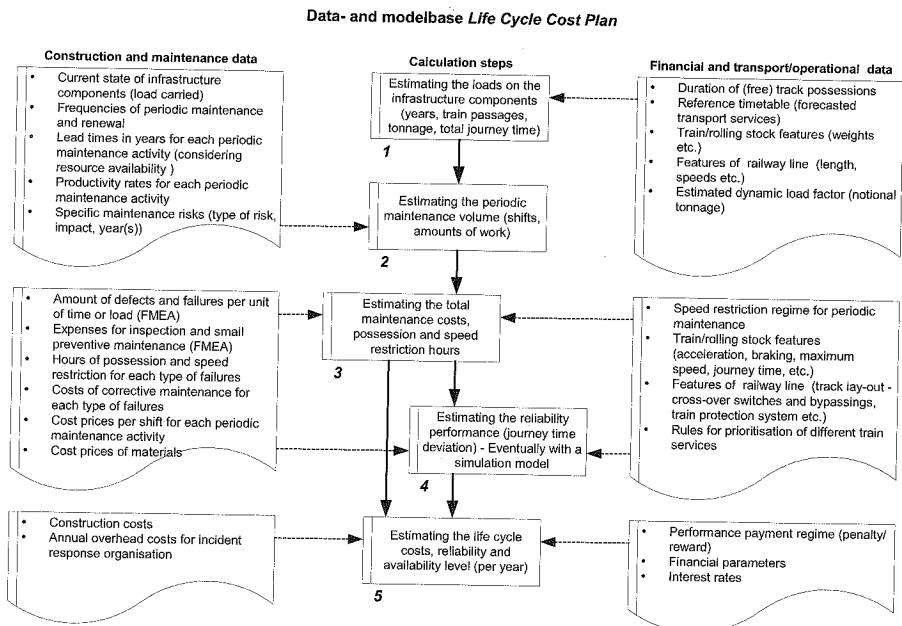 Data- and modelbase Life Cycle Cost Plan
Construction and maintenance data
• Current state of infrastructure
components (load carried)
• Frequencies of periodic maintenance
and renewal
• Lead times in years for each periodic
maintenance activity (considering
resource availability )
• Productivity rates for each periodic
maintenance activity
• Specific maintenance risks (type of risk,
impact, year(s))
• Amount of defects and failures per unit
of time or load (FMEA)
• Expenses for inspection and small
preventive maintenance (FMEA)
• Hours of possession and speed
restriction for each type of failures
• Costs of corrective maintenance for
each type of failures
• Cost prices per shift for each periodic
maintenance activity
• Cost prices of materials
• Construction costs
• Annual overhead costs for incident
response organisation
Calculation steps
Estimating the loads on the
infrastructure components
(years, train passages,
tonnage, total journey time)
1
Estimating the periodic
maintenance volume (shifts,
amounts of work)
2
Estimating the total
maintenance costs,
possession and speed
restriction hours
3
Estimating the reliability
performance (journey time
deviation) - Eventually with a
simulation model
4
Estimating the life cycle
costs, reliability and
availability level (per year)
5
Financial and transport/operational data
• Duration of (free) track possessions
• Reference timetable (forecasted
transport services)
• Train/rolling stock features (weights
etc.)
• Features of railway line (length,
speeds etc.)
• Estimated dynamic load factor (notional
tonnage)
• Speed restriction regime for periodic
maintenance
• Train/rolling stock features
(acceleration, braking, maximum
speed, journey time, etc.)
• Features of railway line (track lay-out -
cross-over switches and bypassings,
train protection system etc.)
• Rules for prioritisation of different train
services
• Performance payment regime (penalty/
reward)
• Financial parameters
• Interest rates